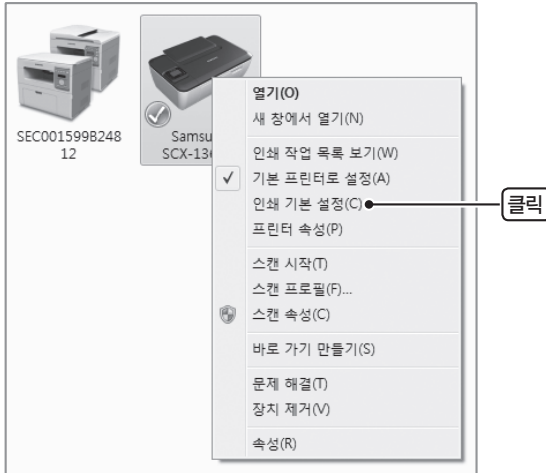 SEC001599B248
12
Samsu
SCX-136
열기(O)
새 창에서 열기(N)
인쇄 작업 목록 보기(W)
기본 프린터로 설정(A)
인쇄 기본 설정(C)
클릭
프린터 속성(P)
스캔 시작(T)
스캔 프로필(F)...
스캔 속성(C)
바로 가기 만들기(S)
문제 해결(T)
장치 제거(V)
속성(R)